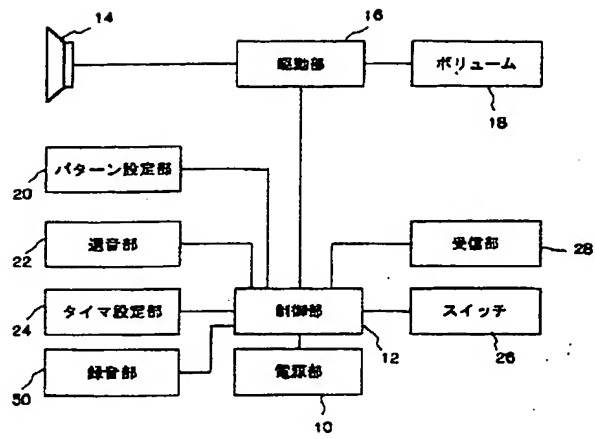 14
16
駆動部
ボリューム
18
パターン設定部
20
選音部
22
受信部
28
タイマ設定部
24
制御部
12
スイッチ
26
録音部
50
電源部
10